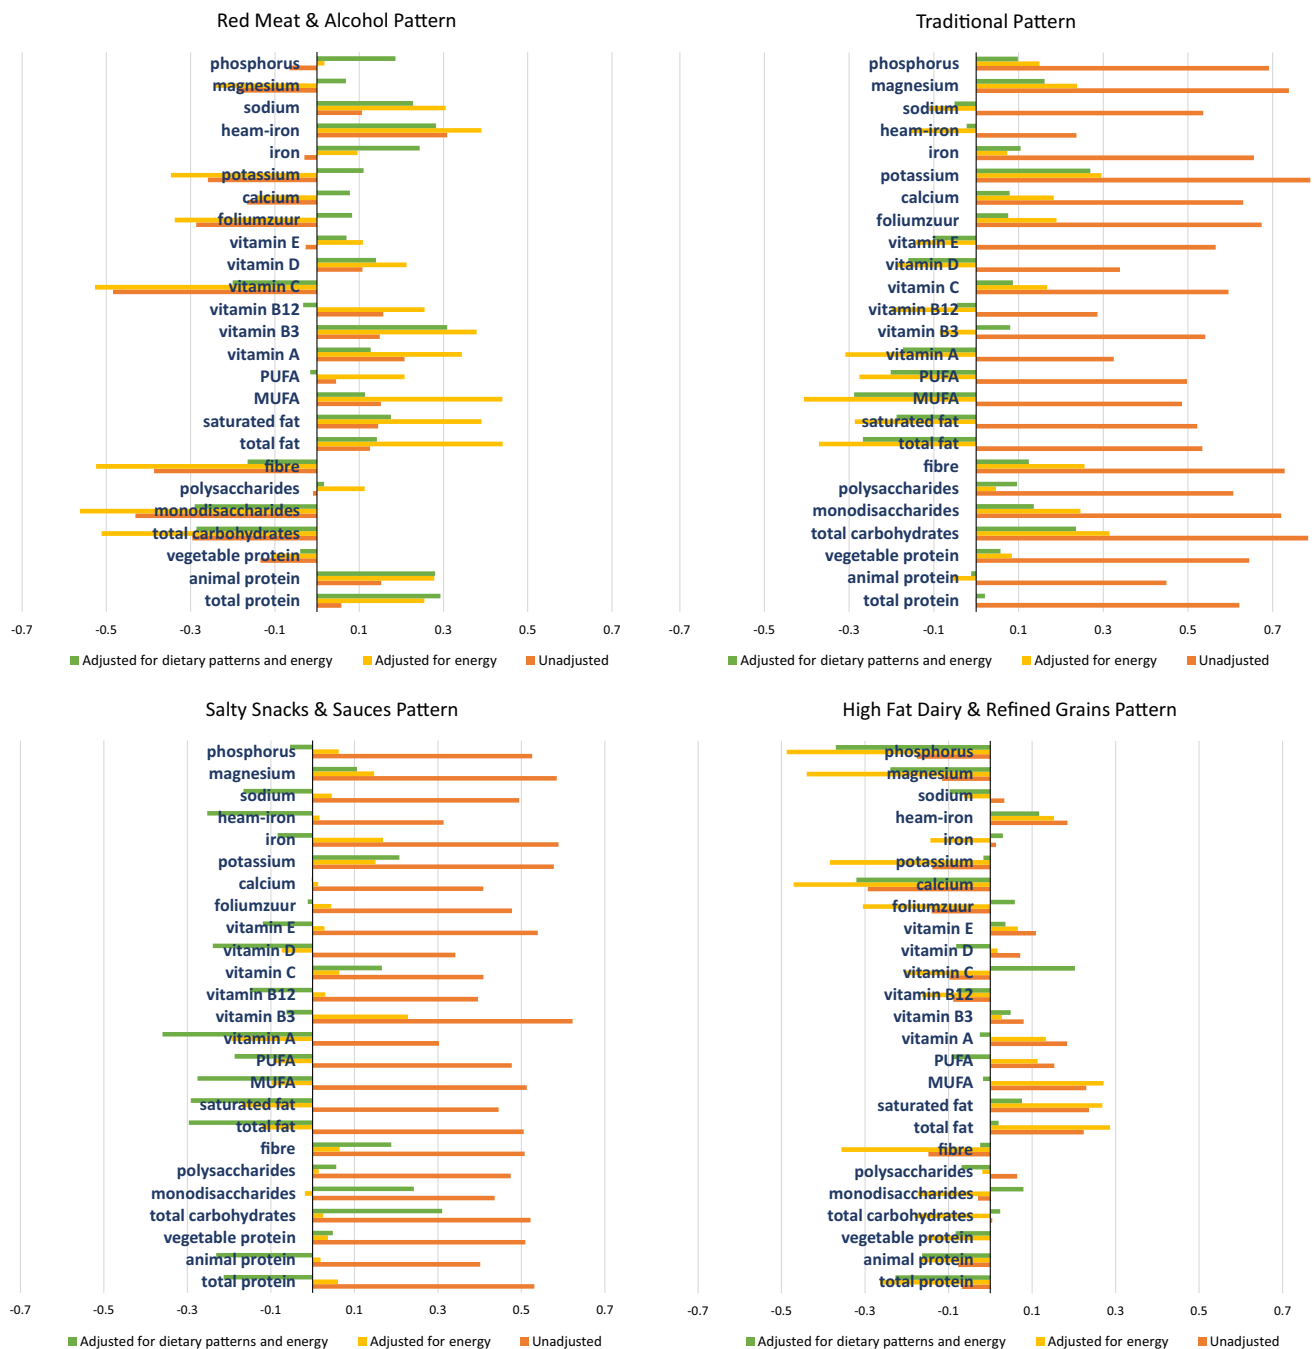 Red Meat & Alcohol Pattern
phosphorus
magnesium
sodium
heam-iron
iron
potassium
calcium
foliumzuur
vitamin E
vitamin D
vitamin C
vitamin B12
vitamin B3
vitamin A
PUFA
MUFA
saturated fat
total fat
fibre
polysaccharides
monodisaccharides
total carbohydrates
vegetable protein
animal protein
total protein
-0.7 -0.5 -0.3 -0.1 0.1 0.3 0.5 0.7
Adjusted for dietary patterns and energy Adjusted for energy Unadjusted
Traditional Pattern
phosphorus
magnesium
sodium
heam-iron
iron
potassium
calcium
foliumzuur
vitamin E
vitamin D
vitamin C
vitamin B12
vitamin B3
vitamin A
PUFA
MUFA
saturated fat
total fat
fibre
polysaccharides
monodisaccharides
total carbohydrates
vegetable protein
animal protein
total protein
-0.7 -0.5 -0.3 -0.1 0.1 0.3 0.5 0.7
Adjusted for dietary patterns and energy Adjusted for energy Unadjusted
Salty Snacks & Sauces Pattern
phosphorus
magnesium
sodium
heam-iron
iron
potassium
calcium
foliumzuur
vitamin E
vitamin D
vitamin C
vitamin B12
vitamin B3
vitamin A
PUFA
MUFA
saturated fat
total fat
fibre
polysaccharides
monodisaccharides
total carbohydrates
vegetable protein
animal protein
total protein
-0.7 -0.5 -0.3 -0.1 0.1 0.3 0.5 0.7
Adjusted for dietary patterns and energy Adjusted for energy Unadjusted
High Fat Dairy & Refined Grains Pattern
phosphorus
magnesium
sodium
heam-iron
iron
potassium
calcium
foliumzuur
vitamin E
vitamin D
vitamin C
vitamin B12
vitamin B3
vitamin A
PUFA
MUFA
saturated fat
total fat
fibre
polysaccharides
monodisaccharides
total carbohydrates
vegetable protein
animal protein
total protein
-0.7 -0.5 -0.3 -0.1 0.1 0.3 0.5 0.7
Adjusted for dietary patterns and energy Adjusted for energy Unadjusted